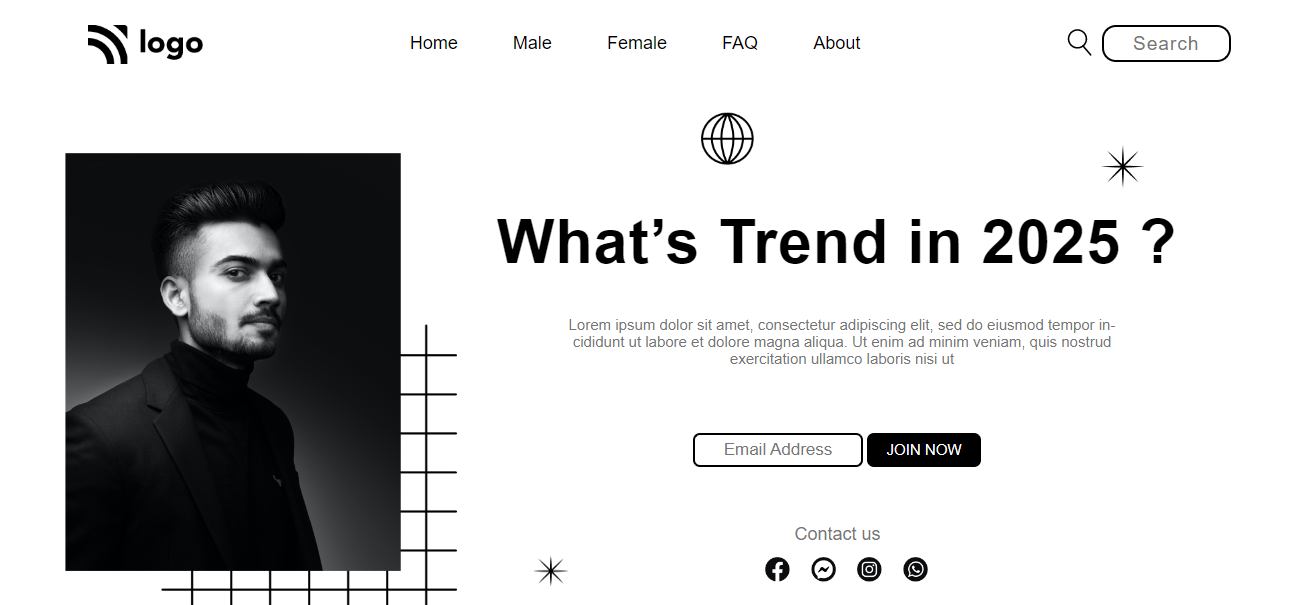 logo
Home Male Female FAQ About
Search
What’s Trend in 2025 ?
Lorem ipsum dolor sit amet, consectetur adipiscing elit, sed do eiusmod tempor in-
cididunt ut labore et dolore magna aliqua. Ut enim ad minim veniam, quis nostrud
exercitation ullamco laboris nisi ut
Email Address
JOIN NOW
Contact us